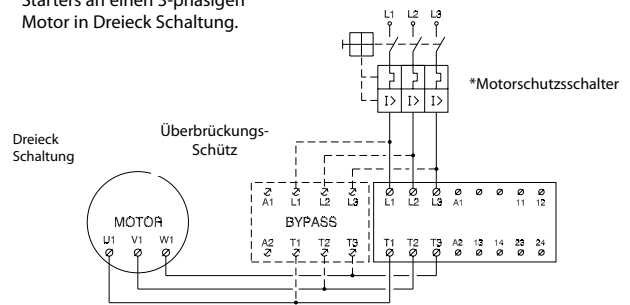 Starters an einen 3-phasigen
Motor in Dreieck Schaltung.
L1 L2 L3
I> I> I>
*Motorschutzsschalter
Überbrückungs-
Schütz
Dreieck
Schaltung
A1 L1 L2 L3
L1 L2 L3 A1 11 12
BYPASS
MOTOR
U1 V1 W1
A2 T1 T2 T3
T1 T2 T3 A2 13 14 23 24